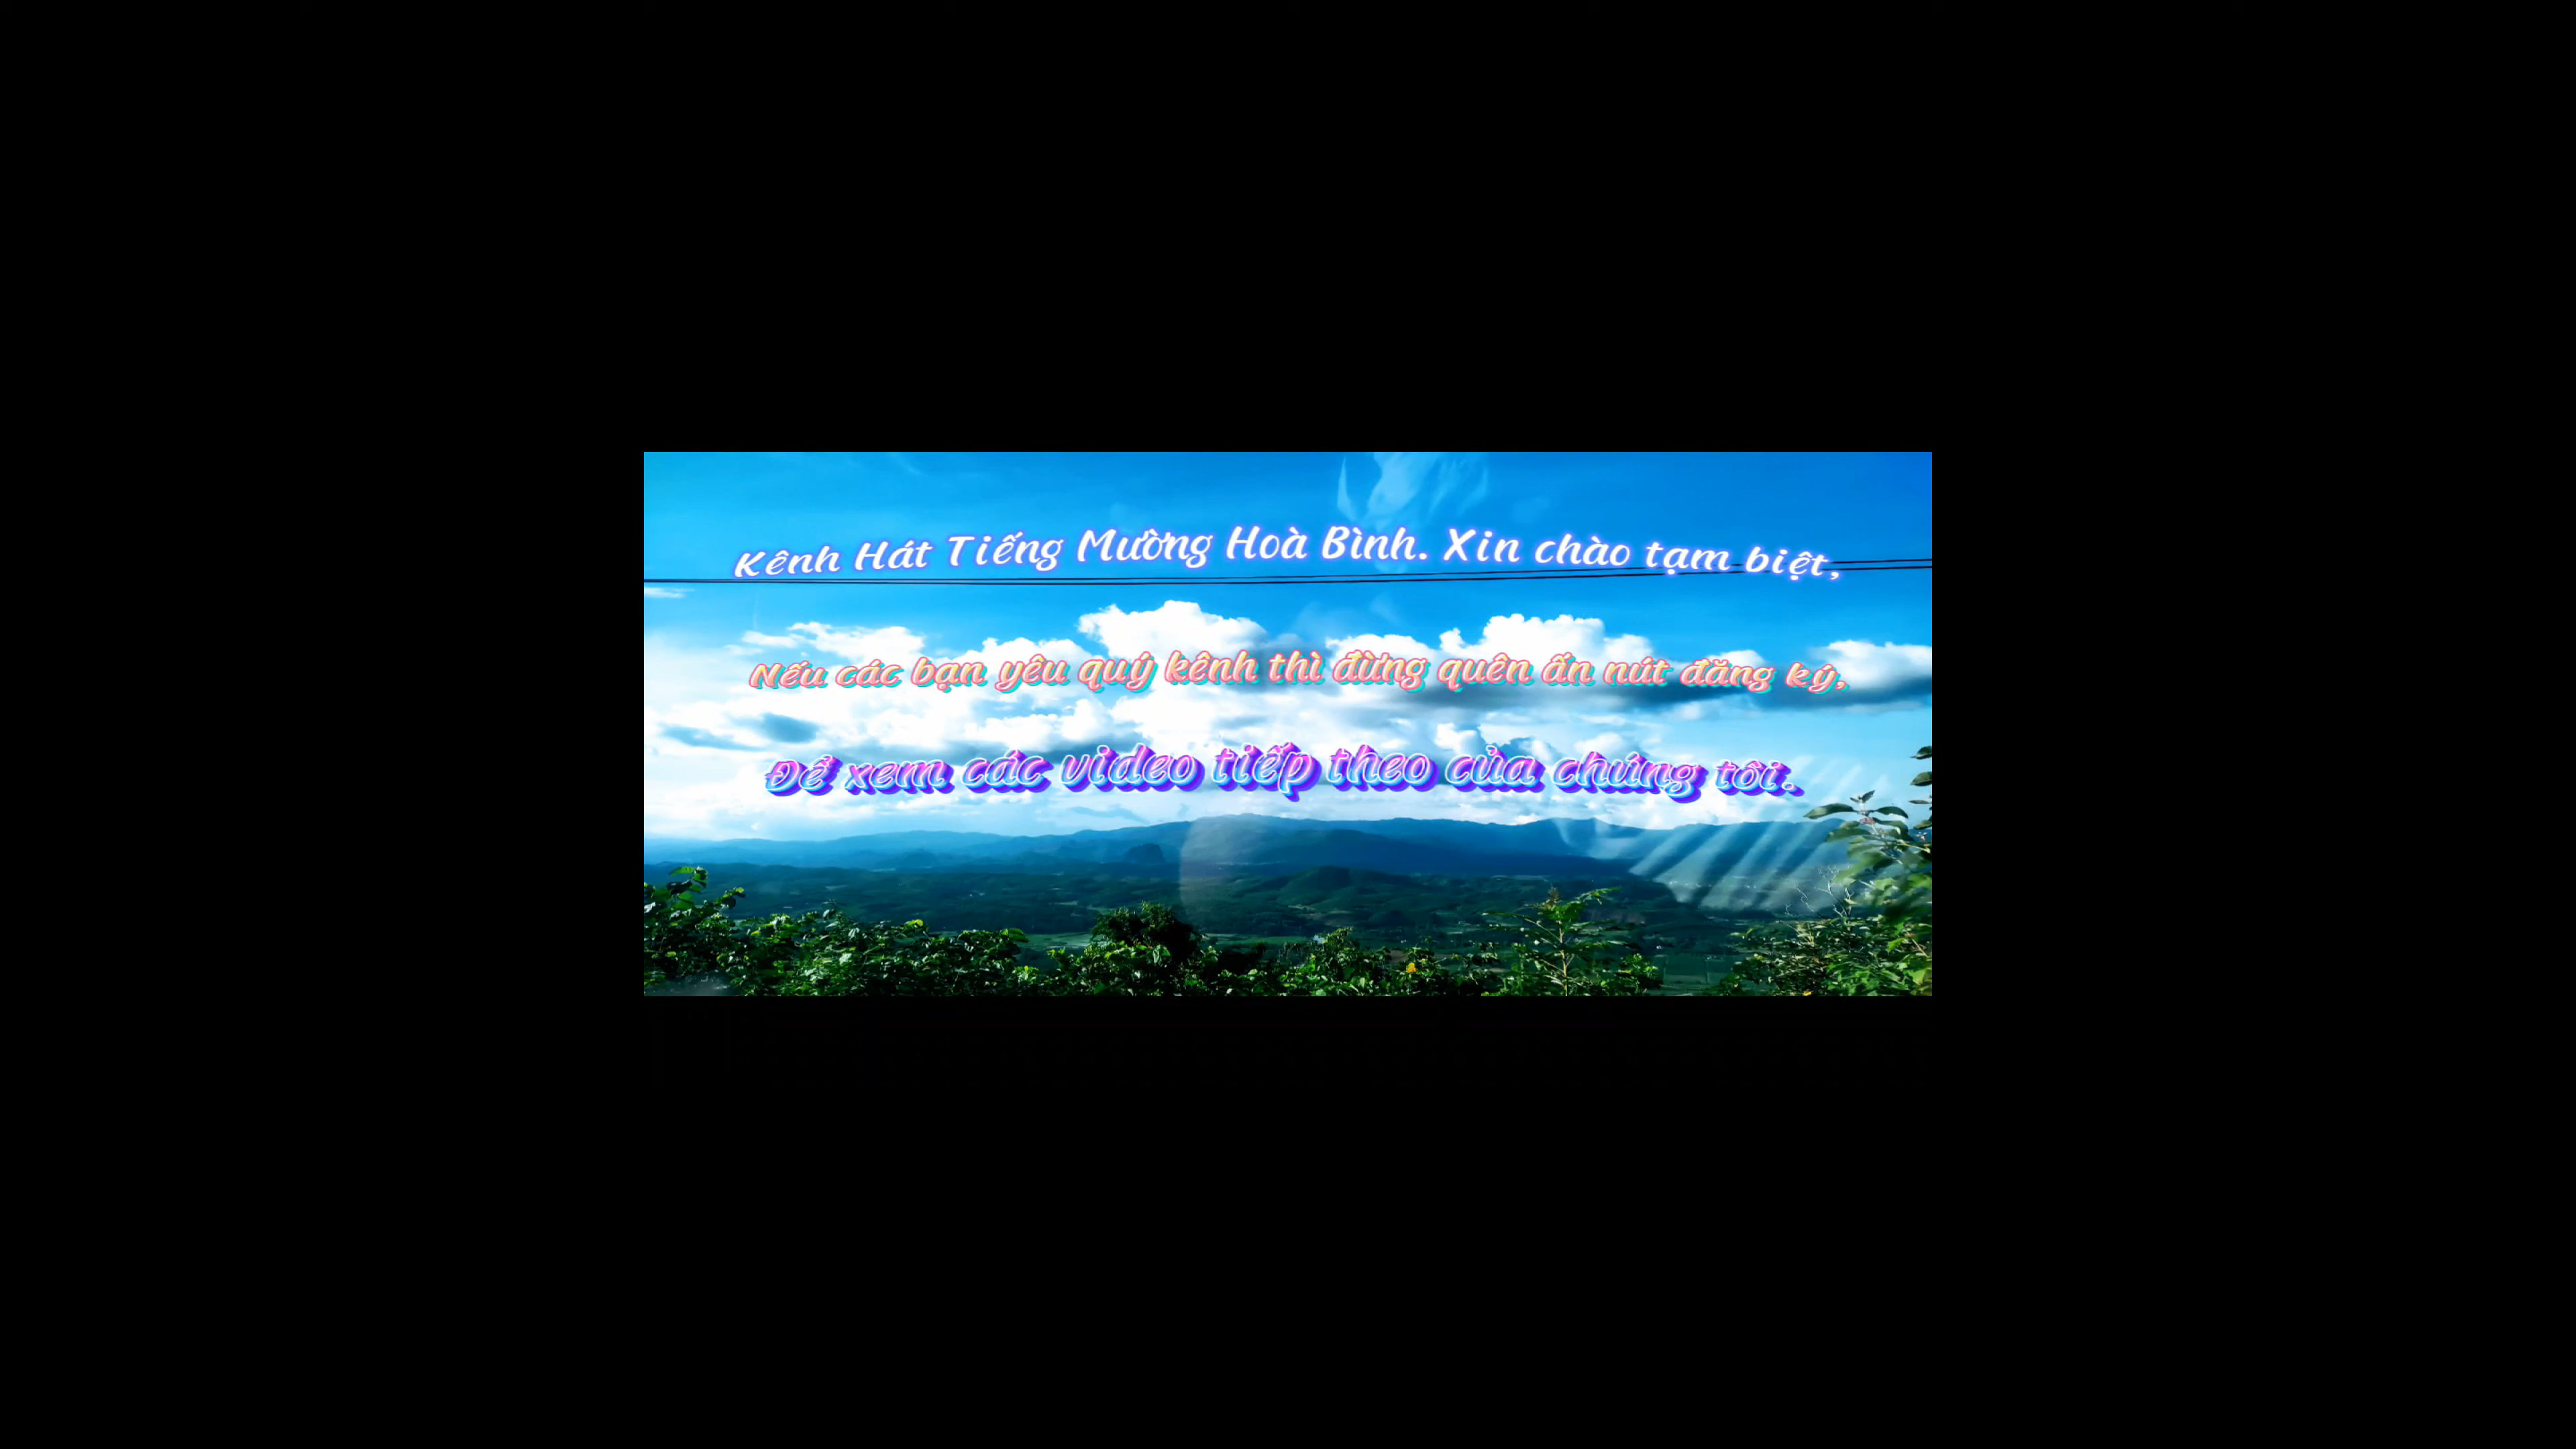 Kênh Hát Tiếng Mường Hoà Bình. Xin chào tạm biệt,
Nếu các bạn yêu quý kênh thì đừng quên ấn nút đăng ký,
Để xem các video tiếp theo của chúng tôi.